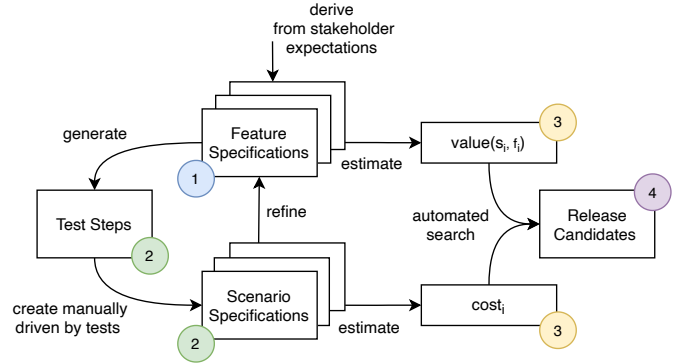 derive
from stakeholder
expectations
generate
Feature
Specifications
1
estimate
value(sᵢ, fᵢ)
3
refine
Test Steps
2
automated
search
Release
Candidates
4
create manually
driven by tests
Scenario
Specifications
2
estimate
costᵢ
3